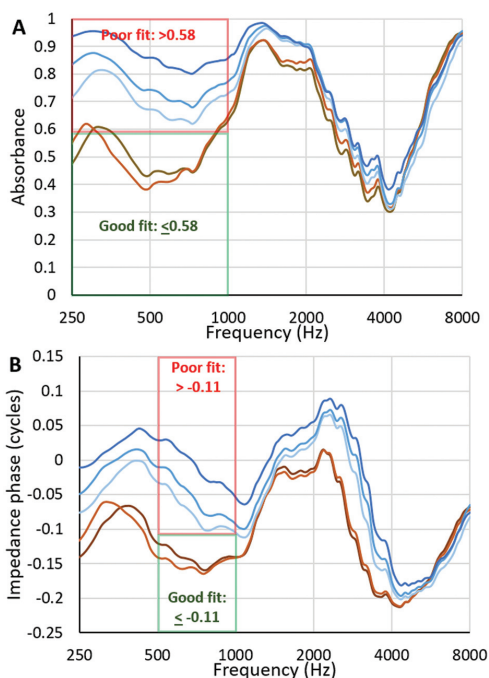 A
Absorbance
1
0.9
0.8
0.7
0.6
0.5
0.4
0.3
0.2
0.1
0
Poor fit: >0.58
Good fit: ≤0.58
250 500 1000 2000 4000 8000
Frequency (Hz)
B
Impedance phase (cycles)
0.15
0.1
0.05
0
-0.05
-0.1
-0.15
-0.2
-0.25
Poor fit:
> -0.11
Good fit:
≤ -0.11
250 500 1000 2000 4000 8000
Frequency (Hz)